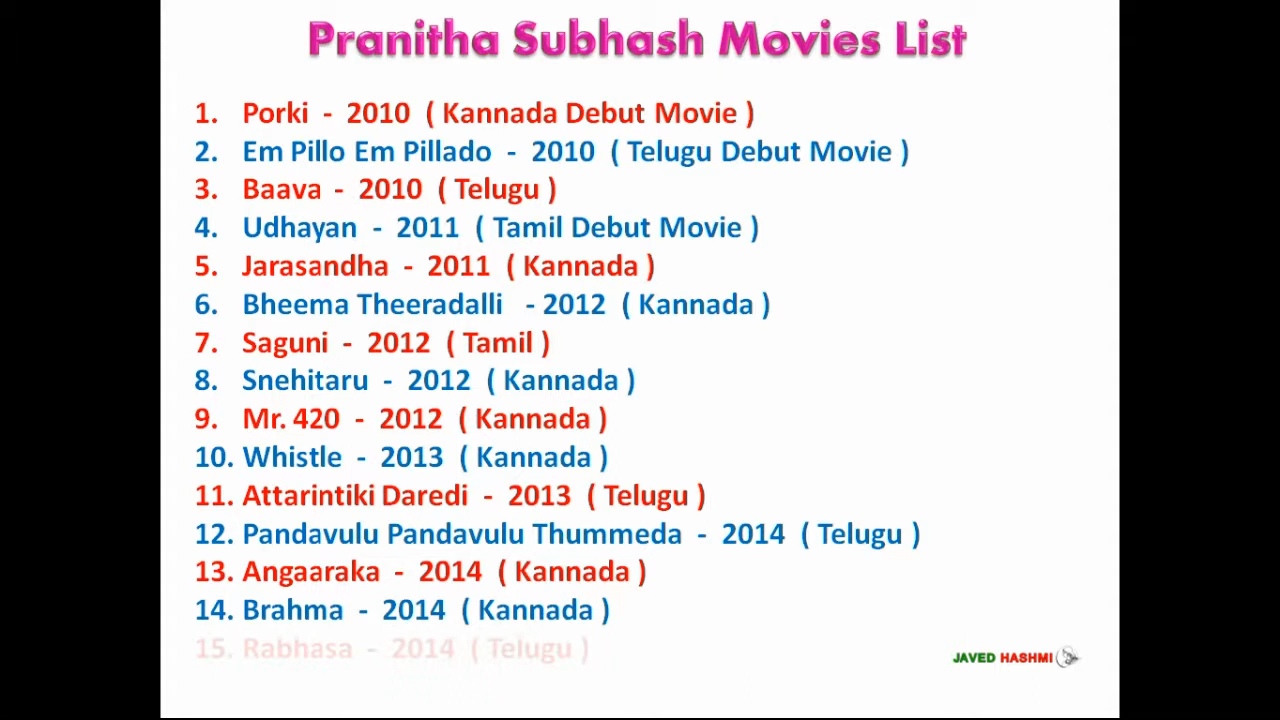 Pranitha Subhash Movies List
1. Porki - 2010 ( Kannada Debut Movie )
2. Em Pillo Em Pillado - 2010 ( Telugu Debut Movie )
3. Baava - 2010 ( Telugu )
4. Udhayan - 2011 ( Tamil Debut Movie )
5. Jarasandha - 2011 ( Kannada )
6. Bheema Theeradalli - 2012 ( Kannada )
7. Saguni - 2012 ( Tamil )
8. Snehitaru - 2012 ( Kannada )
9. Mr. 420 - 2012 ( Kannada )
10. Whistle - 2013 ( Kannada )
11. Attarintiki Daredi - 2013 ( Telugu )
12. Pandavulu Pandavulu Thummeda - 2014 ( Telugu )
13. Angaaraka - 2014 ( Kannada )
14. Brahma - 2014 ( Kannada )
15. Rabhasa - 2014 ( Telugu )
JAVED HASHMI